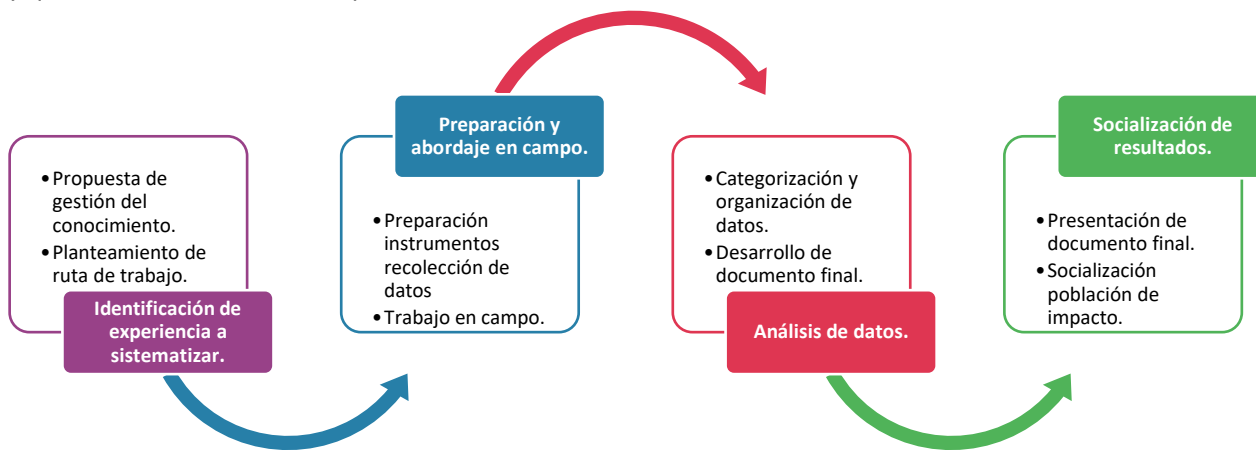 • Propuesta de
gestión del
conocimiento.
• Planteamiento de
ruta de trabajo.
Identificación de
experiencia a
sistematizar.
Preparación y
abordaje en campo.
• Preparación
instrumentos
recolección de
datos
• Trabajo en campo.
• Categorización y
organización de
datos.
• Desarrollo de
documento final.
Análisis de datos.
Socialización de
resultados.
• Presentación de
documento final.
• Socialización
población de
impacto.